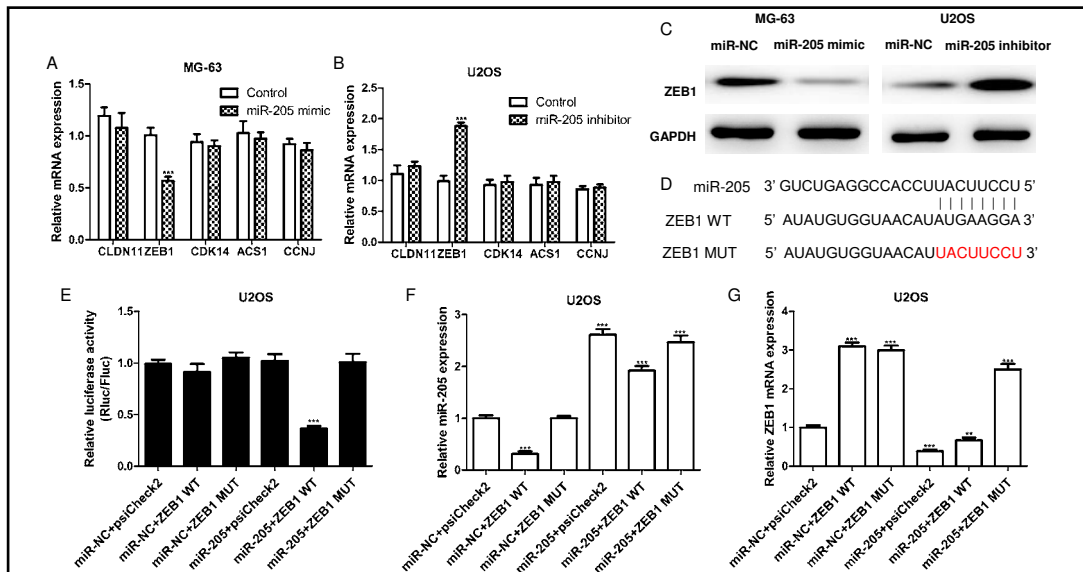 A
MG-63
Control
miR-205 mimic
Relative mRNA expression
1.5
1.0
0.5
0.0
***
CLDN11 ZEB1 CDK14 ACS1 CCNJ
B
U2OS
Control
miR-205 inhibitor
Relative mRNA expression
2.5
2.0
1.5
1.0
0.5
0.0
***
CLDN11 ZEB1 CDK14 ACS1 CCNJ
C
MG-63 U2OS
miR-NC miR-205 mimic miR-NC miR-205 inhibitor
ZEB1
GAPDH
D
miR-205 3’ GUCUGAGGCCACCUUACUUCCU 5’
ZEB1 WT 5’ AUAUGUGGUAACAUAUGAAGGA 3’
ZEB1 MUT 5’ AUAUGUGGUAACAUUACUUCCU 3’
E
U2OS
Relative luciferase activity
(Rluc/Fluc)
1.5
1.0
0.5
0.0
***
miR-NC+psiCheck2
miR-NC+ZEB1 WT
miR-NC+ZEB1 MUT
miR-205+psiCheck2
miR-205+ZEB1 WT
miR-205+ZEB1 MUT
F
U2OS
Relative miR-205 expression
3
2
1
0
***
***
***
***
miR-NC+psiCheck2
miR-NC+ZEB1 WT
miR-NC+ZEB1 MUT
miR-205+psiCheck2
miR-205+ZEB1 WT
miR-205+ZEB1 MUT
G
U2OS
Relative ZEB1 mRNA expression
4
3
2
1
0
***
***
***
**
***
miR-NC+psiCheck2
miR-NC+ZEB1 WT
miR-NC+ZEB1 MUT
miR-205+psiCheck2
miR-205+ZEB1 WT
miR-205+ZEB1 MUT